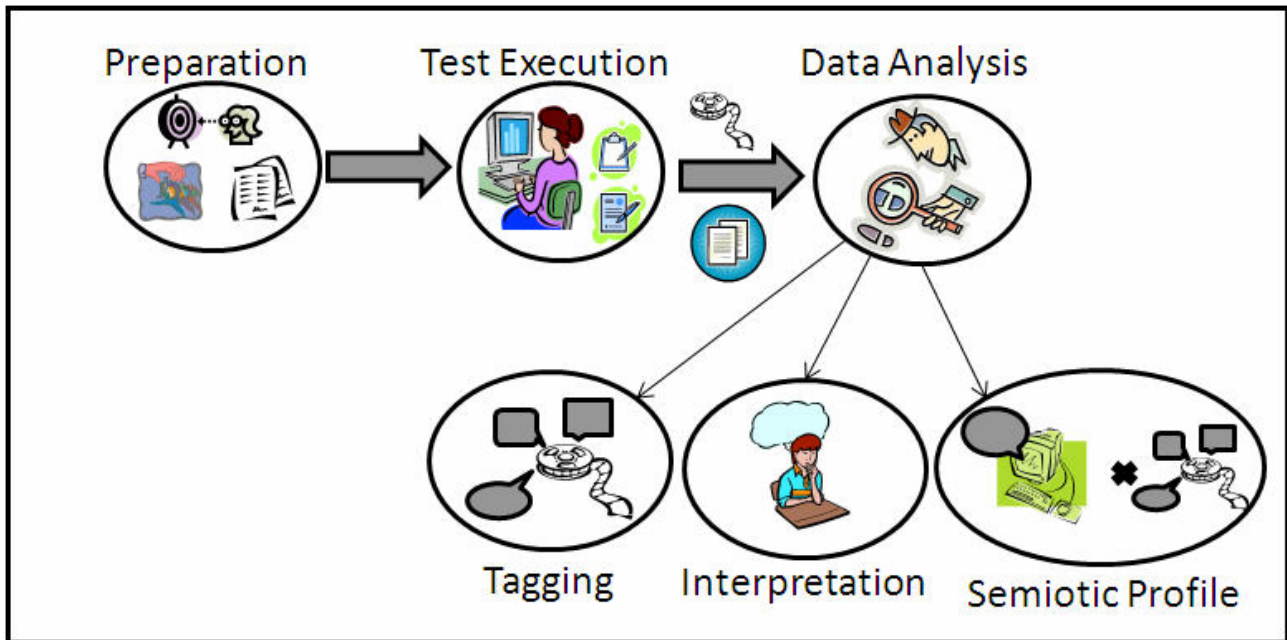 Preparation
Test Execution
Data Analysis
Tagging
Interpretation
Semiotic Profile